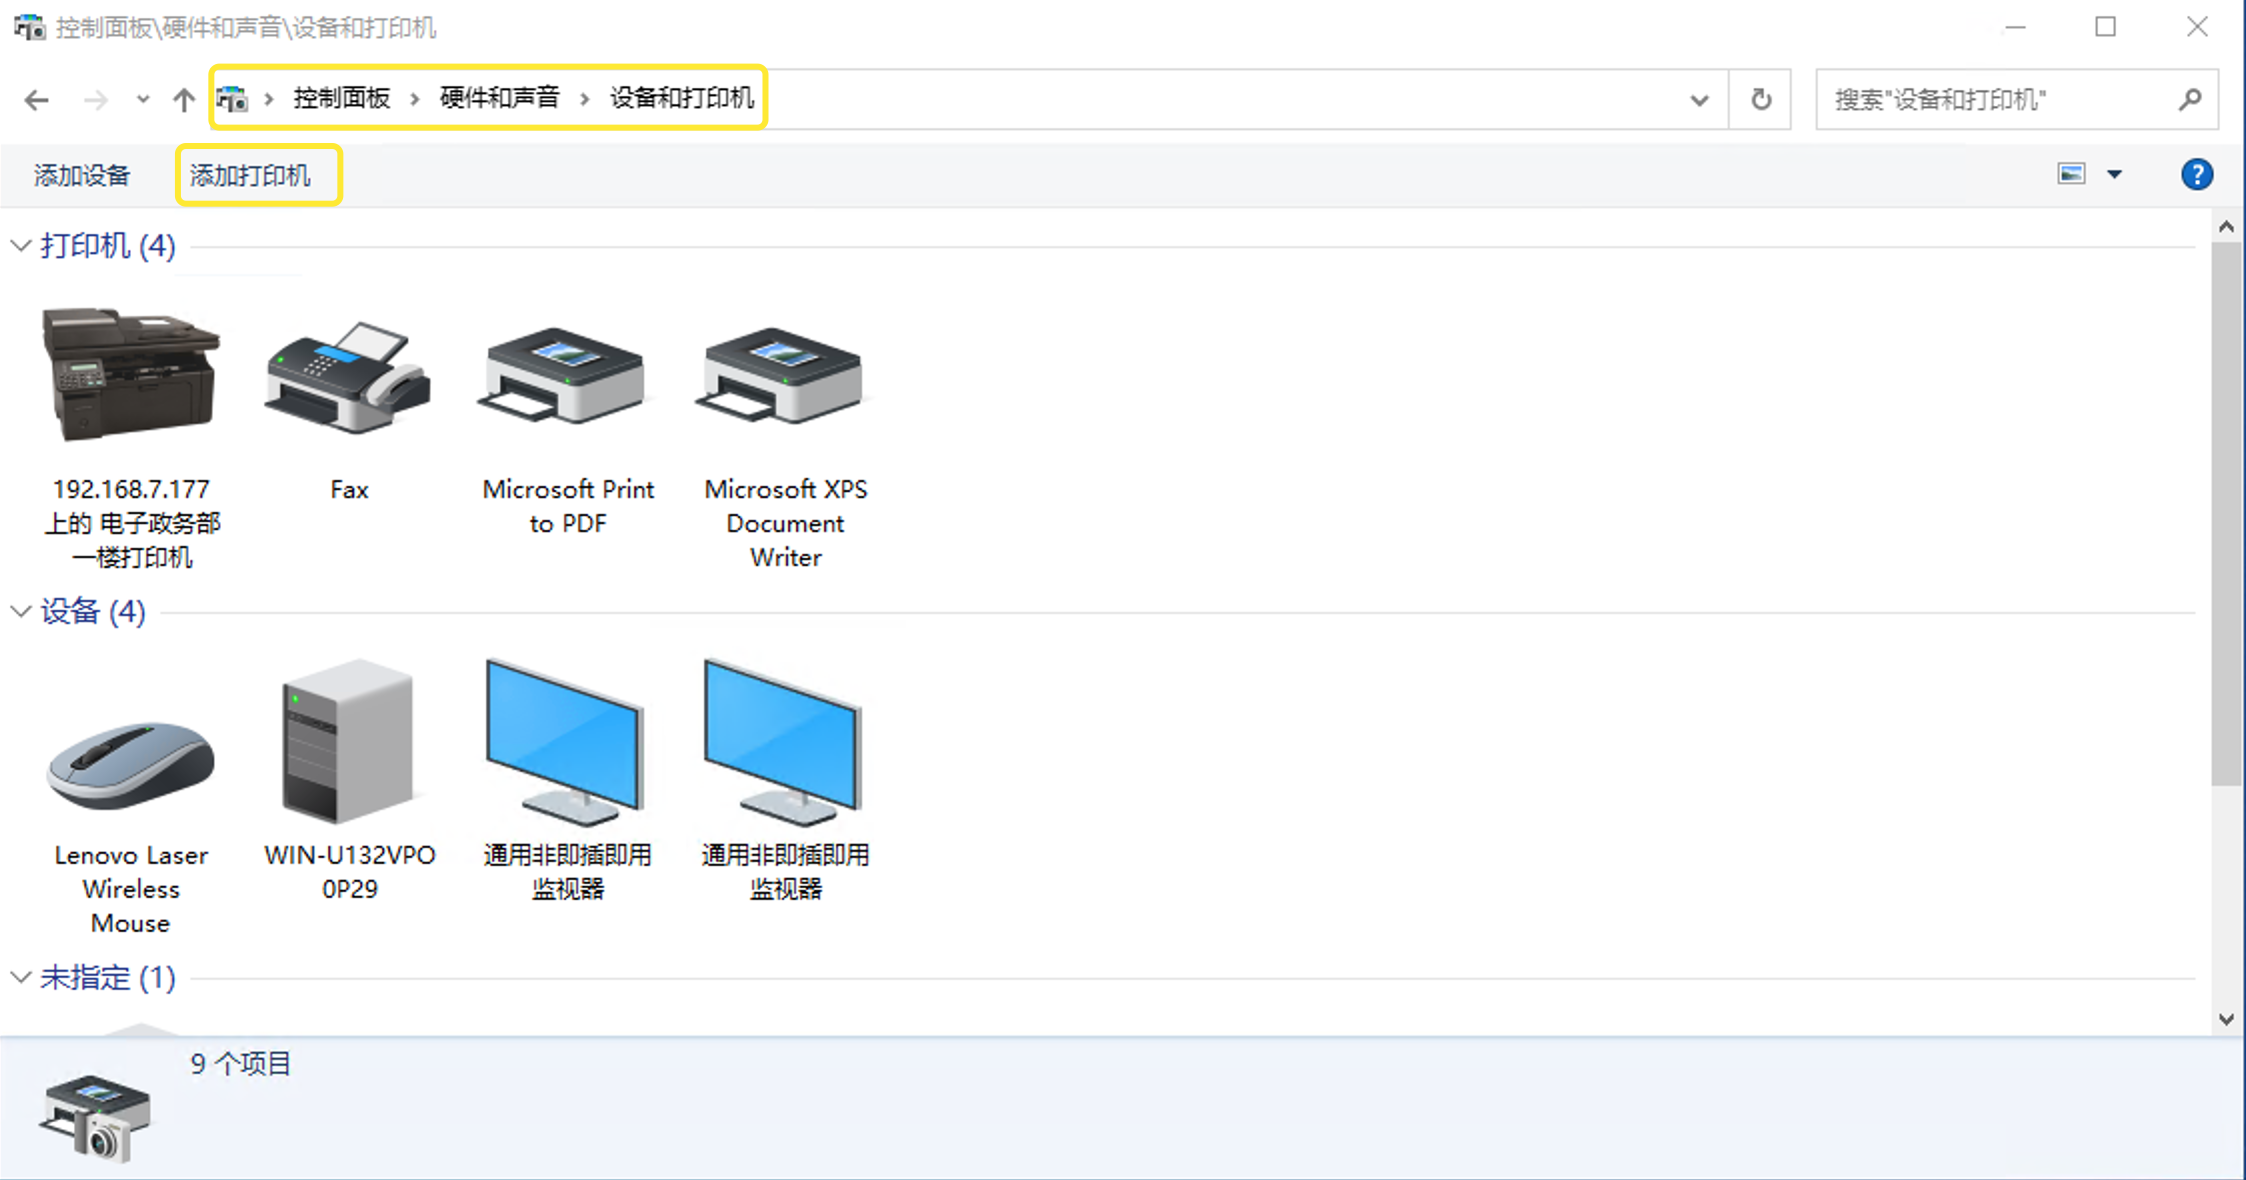 控制面板\硬件和声音\设备和打印机
控制面板 › 硬件和声音 › 设备和打印机
搜索"设备和打印机"
添加设备
添加打印机
打印机 (4)
192.168.7.177
上的 电子政务部
一楼打印机
Fax
Microsoft Print
to PDF
Microsoft XPS
Document
Writer
设备 (4)
Lenovo Laser
Wireless
Mouse
WIN-U132VPO
0P29
通用非即插即用
监视器
通用非即插即用
监视器
未指定 (1)
9 个项目